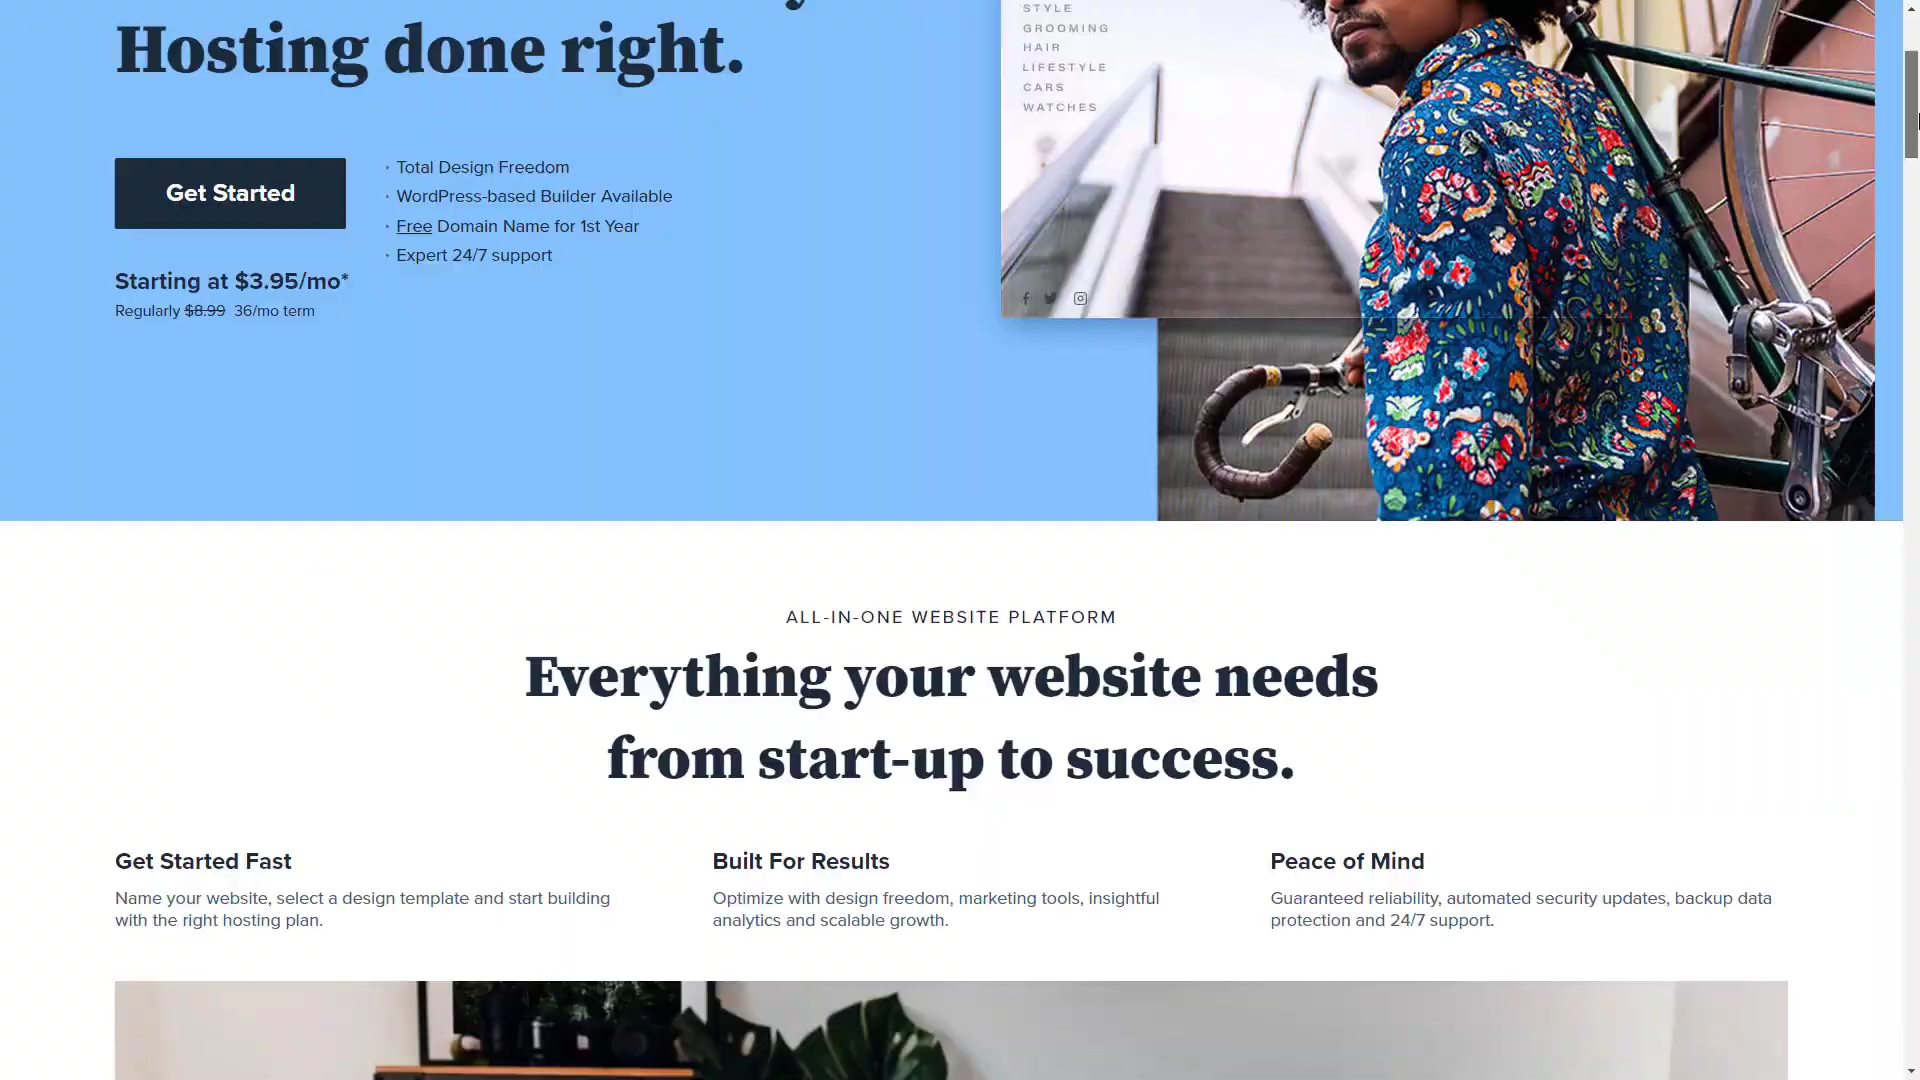 Hosting done right.
Get Started
· Total Design Freedom
· WordPress-based Builder Available
· Free Domain Name for 1st Year
· Expert 24/7 support
Starting at $3.95/mo*
Regularly $8.99 36/mo term
STYLE
GROOMING
HAIR
LIFESTYLE
CARS
WATCHES
ALL-IN-ONE WEBSITE PLATFORM
Everything your website needs
from start-up to success.
Get Started Fast
Name your website, select a design template and start building
with the right hosting plan.
Built For Results
Optimize with design freedom, marketing tools, insightful
analytics and scalable growth.
Peace of Mind
Guaranteed reliability, automated security updates, backup data
protection and 24/7 support.